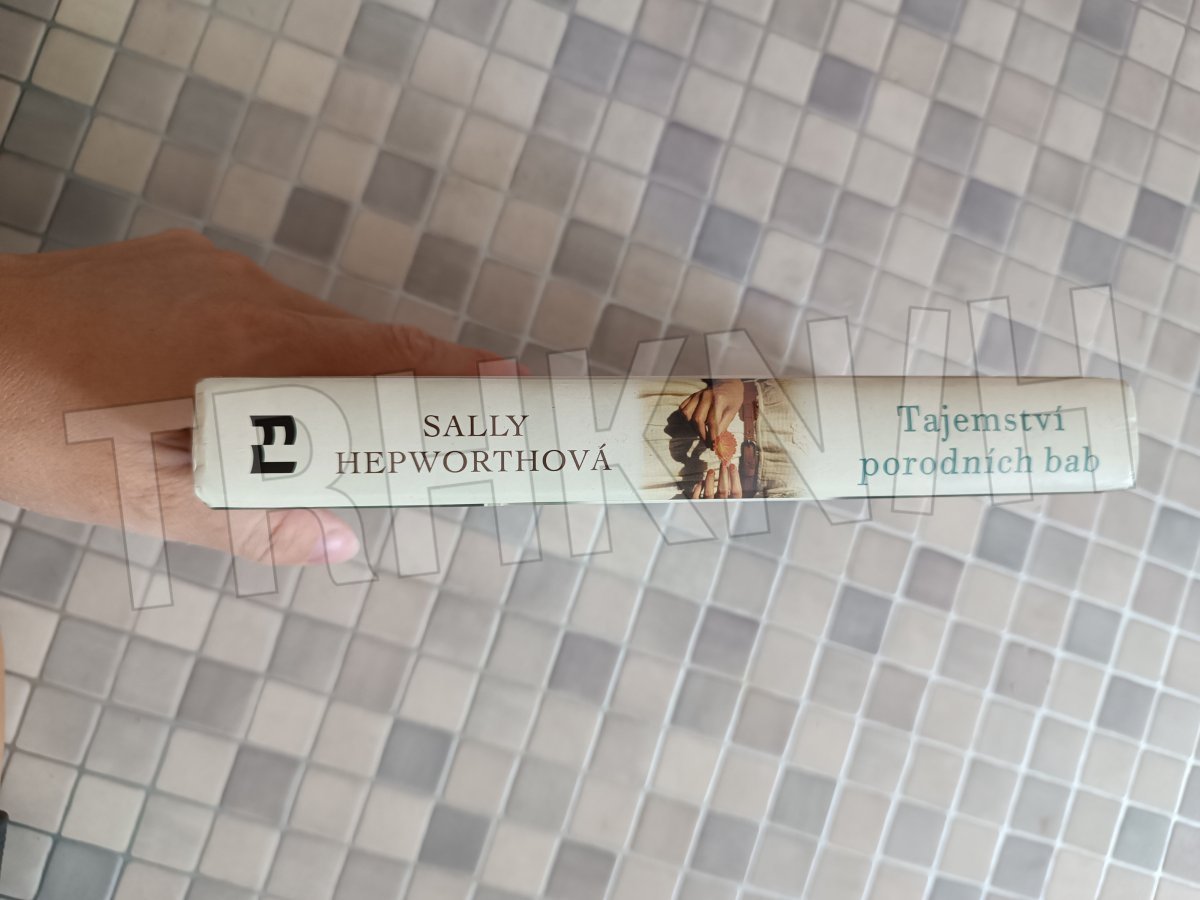 SALLY
HEPWORTHOVÁ
Tajemství
porodních bab
TRHKNIH